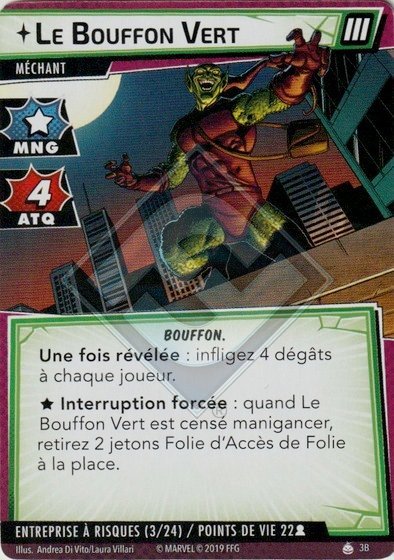 Le Bouffon Vert
III
MÉCHANT
MNG
4
ATQ
BOUFFON.
Une fois révélée : infligez 4 dégâts
à chaque joueur.
★ Interruption forcée : quand Le
Bouffon Vert est censé manigancer,
retirez 2 jetons Folie d'Accès de Folie
à la place.
ENTREPRISE À RISQUES (3/24) / POINTS DE VIE 22
Illus. Andrea Di Vito/Laura Villari
© MARVEL © 2019 FFG
3B